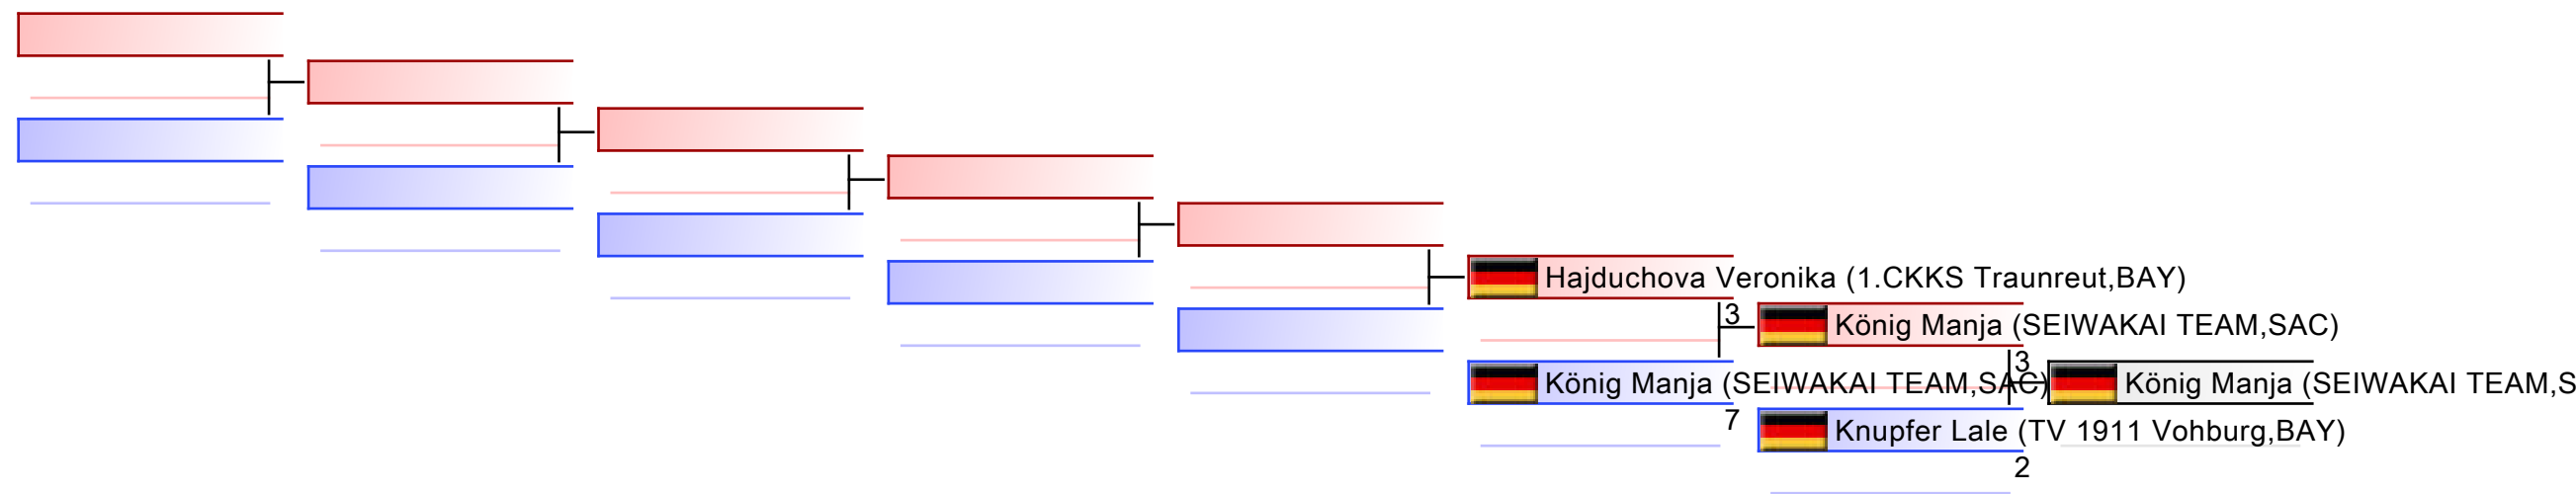 Hajduchova Veronika (1.CKKS Traunreut,BAY)
3
König Manja (SEIWAKAI TEAM,SAC)
7
König Manja (SEIWAKAI TEAM,SAC)
3
Knupfer Lale (TV 1911 Vohburg,BAY)
2
König Manja (SEIWAKAI TEAM,S